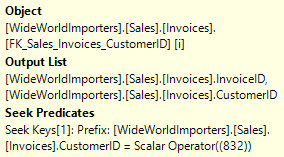 Object
[WideWorldImporters].[Sales].[Invoices].
[FK_Sales_Invoices_CustomerID] [i]
Output List
[WideWorldImporters].[Sales].[Invoices].InvoiceID,
[WideWorldImporters].[Sales].[Invoices].CustomerID
Seek Predicates
Seek Keys[1]: Prefix: [WideWorldImporters].[Sales].
[Invoices].CustomerID = Scalar Operator((832))